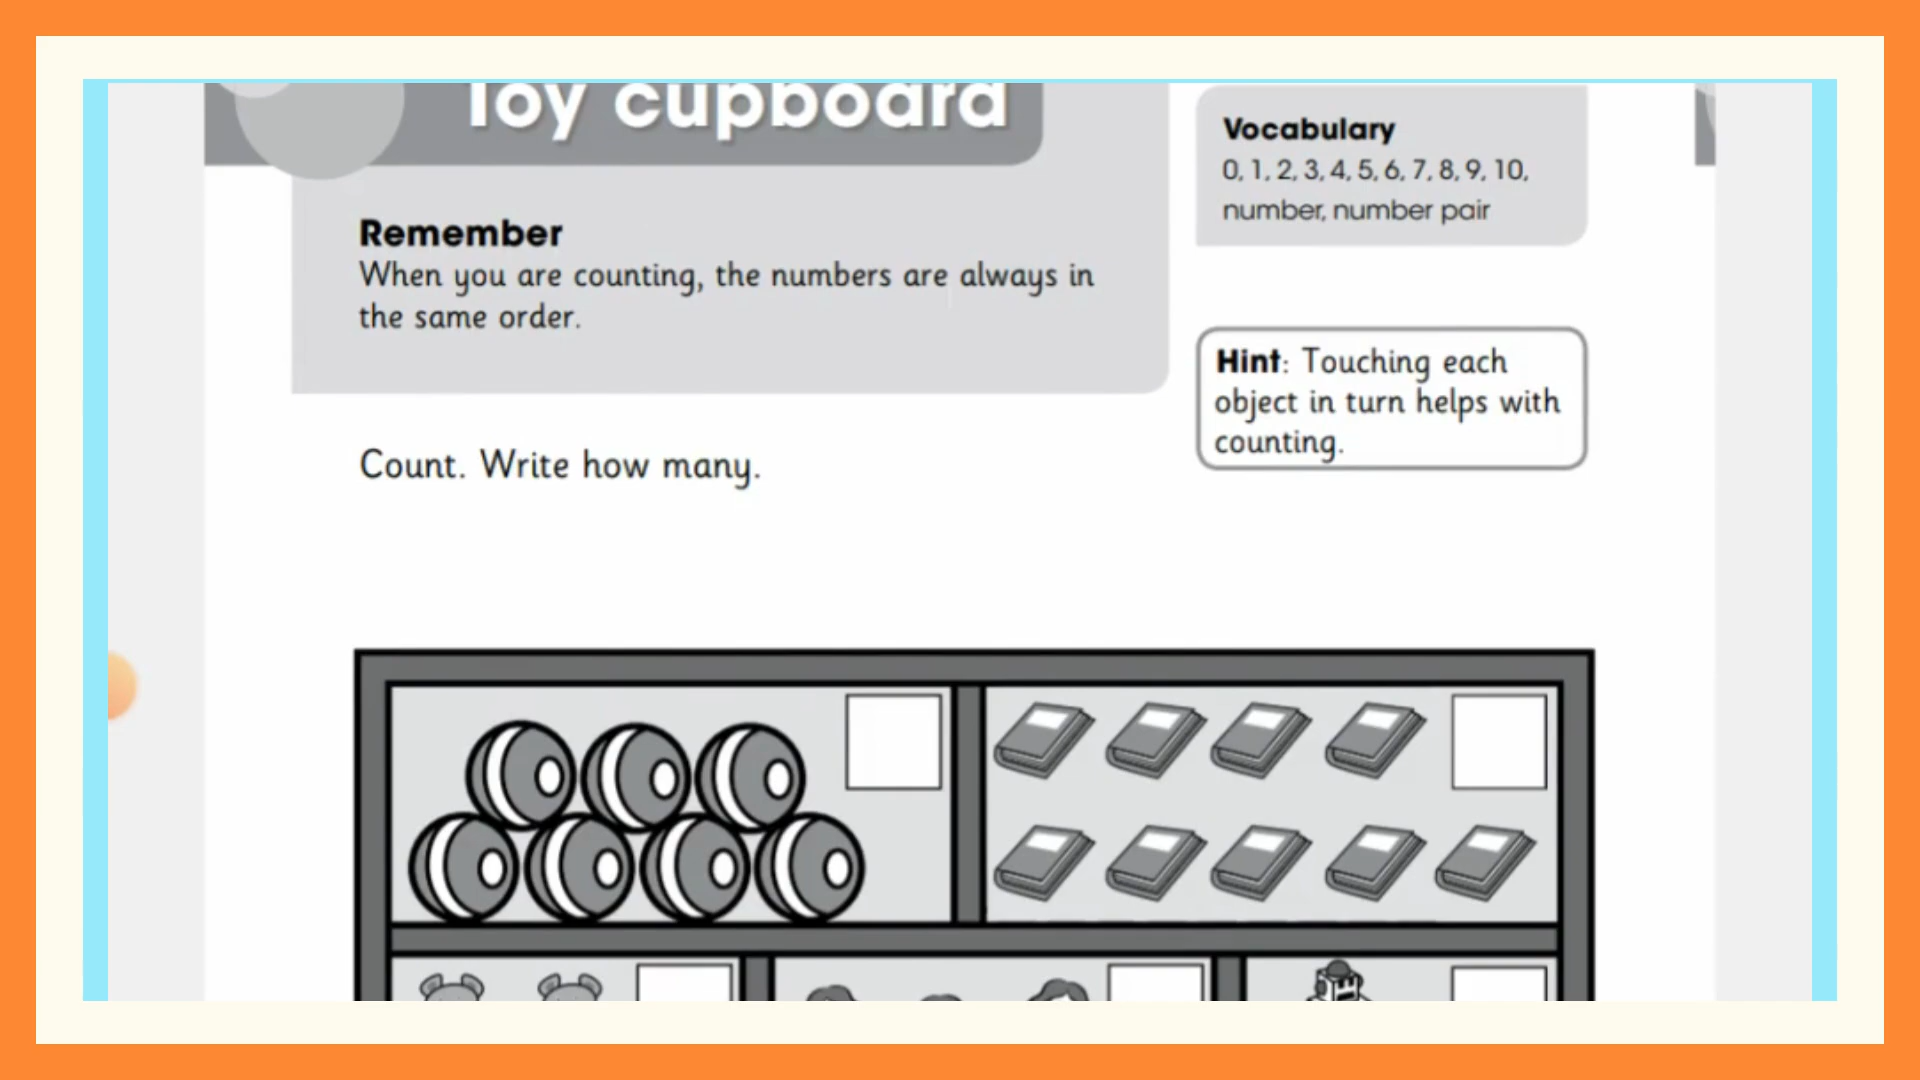 Toy cupboard
Vocabulary
0, 1, 2, 3, 4, 5, 6, 7, 8, 9, 10,
number, number pair
Remember
When you are counting, the numbers are always in
the same order.
Hint: Touching each
object in turn helps with
counting.
Count. Write how many.